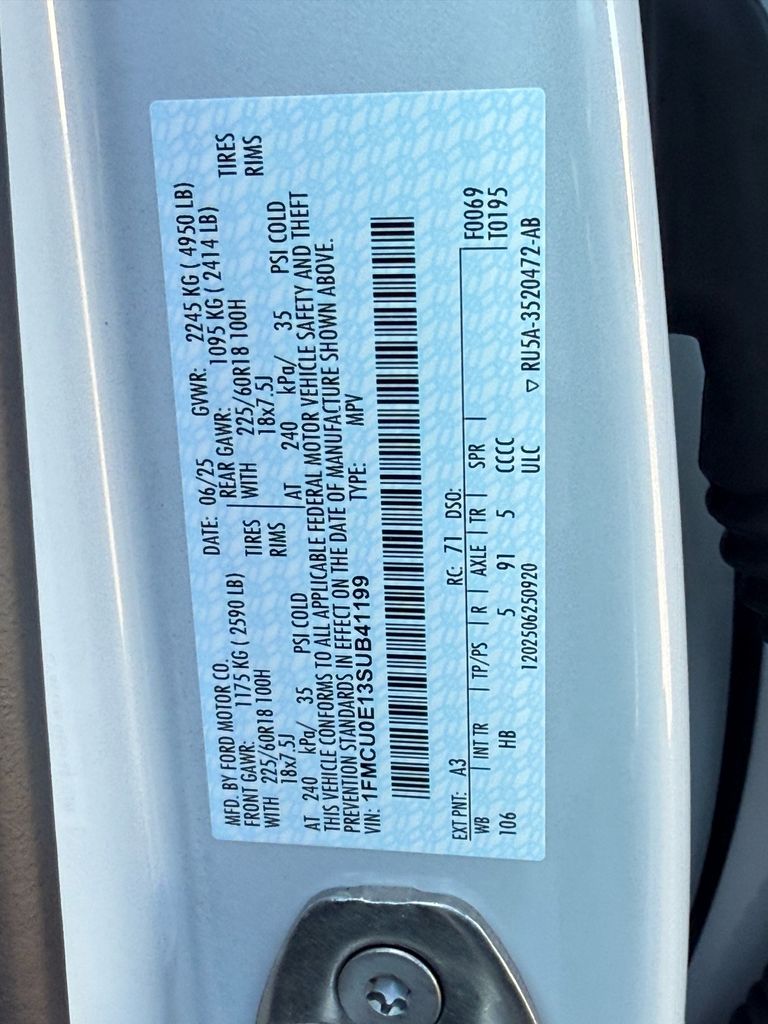 MFD. BY FORD MOTOR CO.
DATE: 06/25 GVWR: 2245 KG ( 4950 LB)
FRONT GAWR: 1175 KG ( 2590 LB)
REAR GAWR: 1095 KG ( 2414 LB)
WITH 225/60R18 100H TIRES
WITH 225/60R18 100H TIRES
18x7.5J RIMS
18x7.5J RIMS
AT 240 kPa/ 35 PSI COLD
AT 240 kPa/ 35 PSI COLD
THIS VEHICLE CONFORMS TO ALL APPLICABLE FEDERAL MOTOR VEHICLE SAFETY AND THEFT
PREVENTION STANDARDS IN EFFECT ON THE DATE OF MANUFACTURE SHOWN ABOVE.
VIN: 1FMCU0E13SUB41199 TYPE: MPV
EXT PNT: A3 RC: 71 DSO:
F0069
WB INT TR TP/PS R AXLE TR SPR
T0195
106 HB 5 91 5 CCCC
1202506250920 ULC ▽ RU5A-3520472-AB